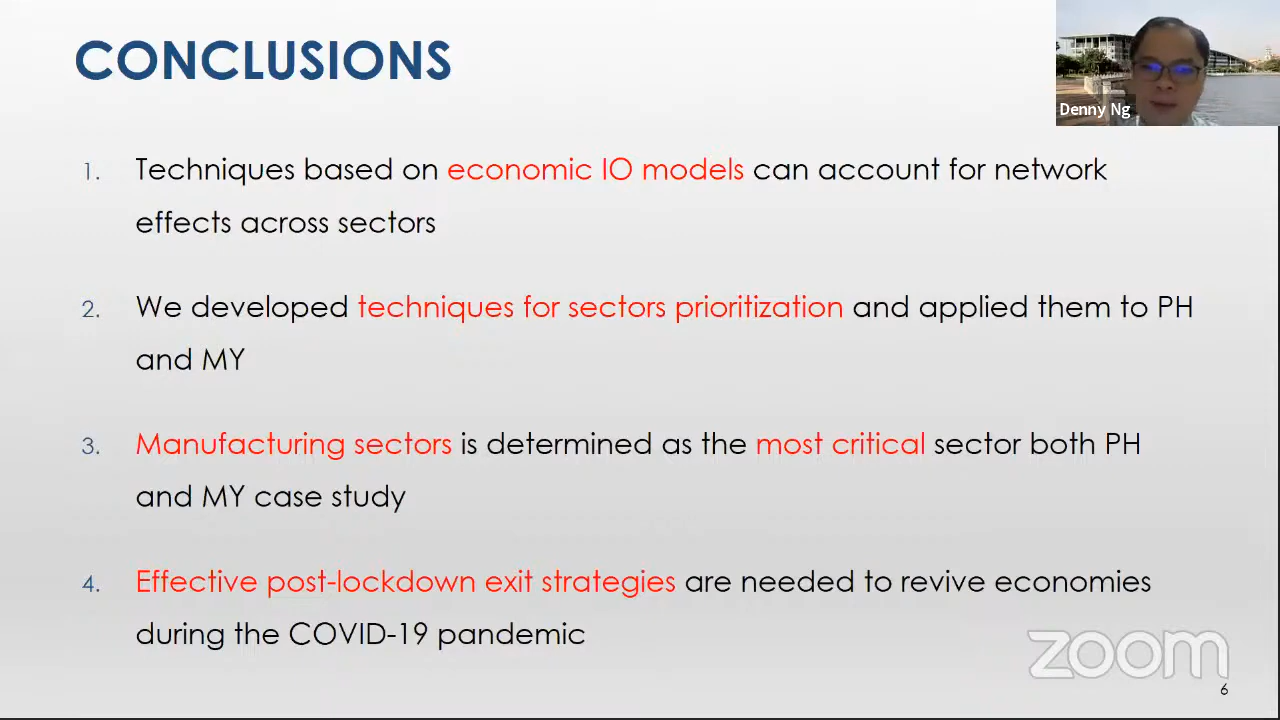 CONCLUSIONS
Denny Ng
1. Techniques based on economic IO models can account for network
effects across sectors
2. We developed techniques for sectors prioritization and applied them to PH
and MY
3. Manufacturing sectors is determined as the most critical sector both PH
and MY case study
4. Effective post-lockdown exit strategies are needed to revive economies
during the COVID-19 pandemic
zoom
6